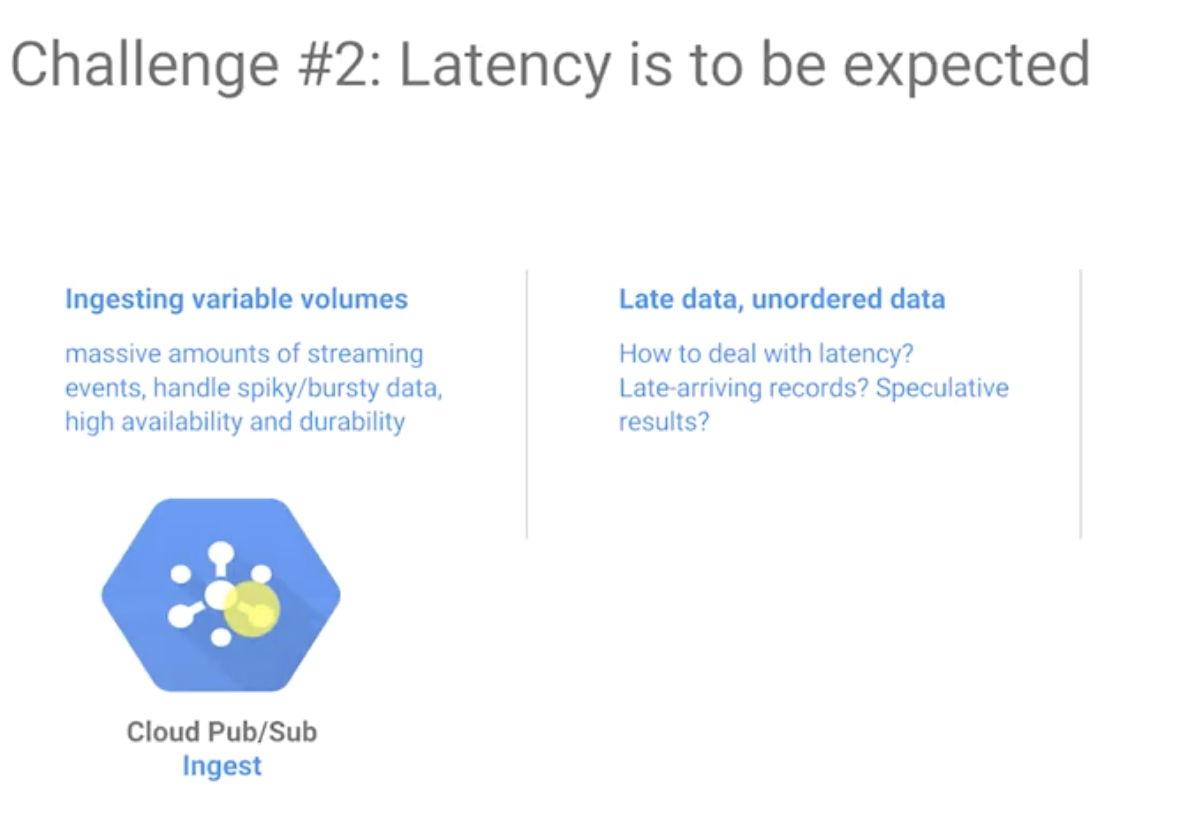 Challenge #2: Latency is to be expected
Ingesting variable volumes
massive amounts of streaming
events, handle spiky/bursty data,
high availability and durability
Late data, unordered data
How to deal with latency?
Late-arriving records? Speculative
results?
Cloud Pub/Sub
Ingest